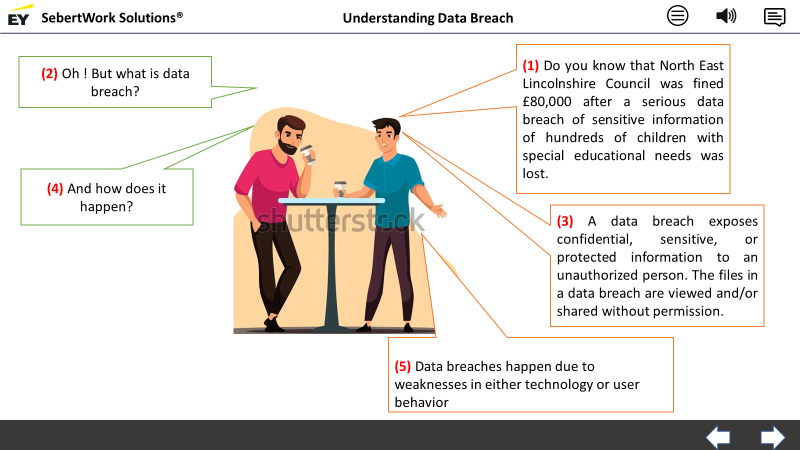 EY SebertWork Solutions®
Understanding Data Breach
(1) Do you know that North East
Lincolnshire Council was fined
£80,000 after a serious data
breach of sensitive information
of hundreds of children with
special educational needs was
lost.
(2) Oh ! But what is data
breach?
(3) A data breach exposes
confidential, sensitive, or
protected information to an
unauthorized person. The files in
a data breach are viewed and/or
shared without permission.
(4) And how does it
happen?
(5) Data breaches happen due to
weaknesses in either technology or user
behavior
shutterstock